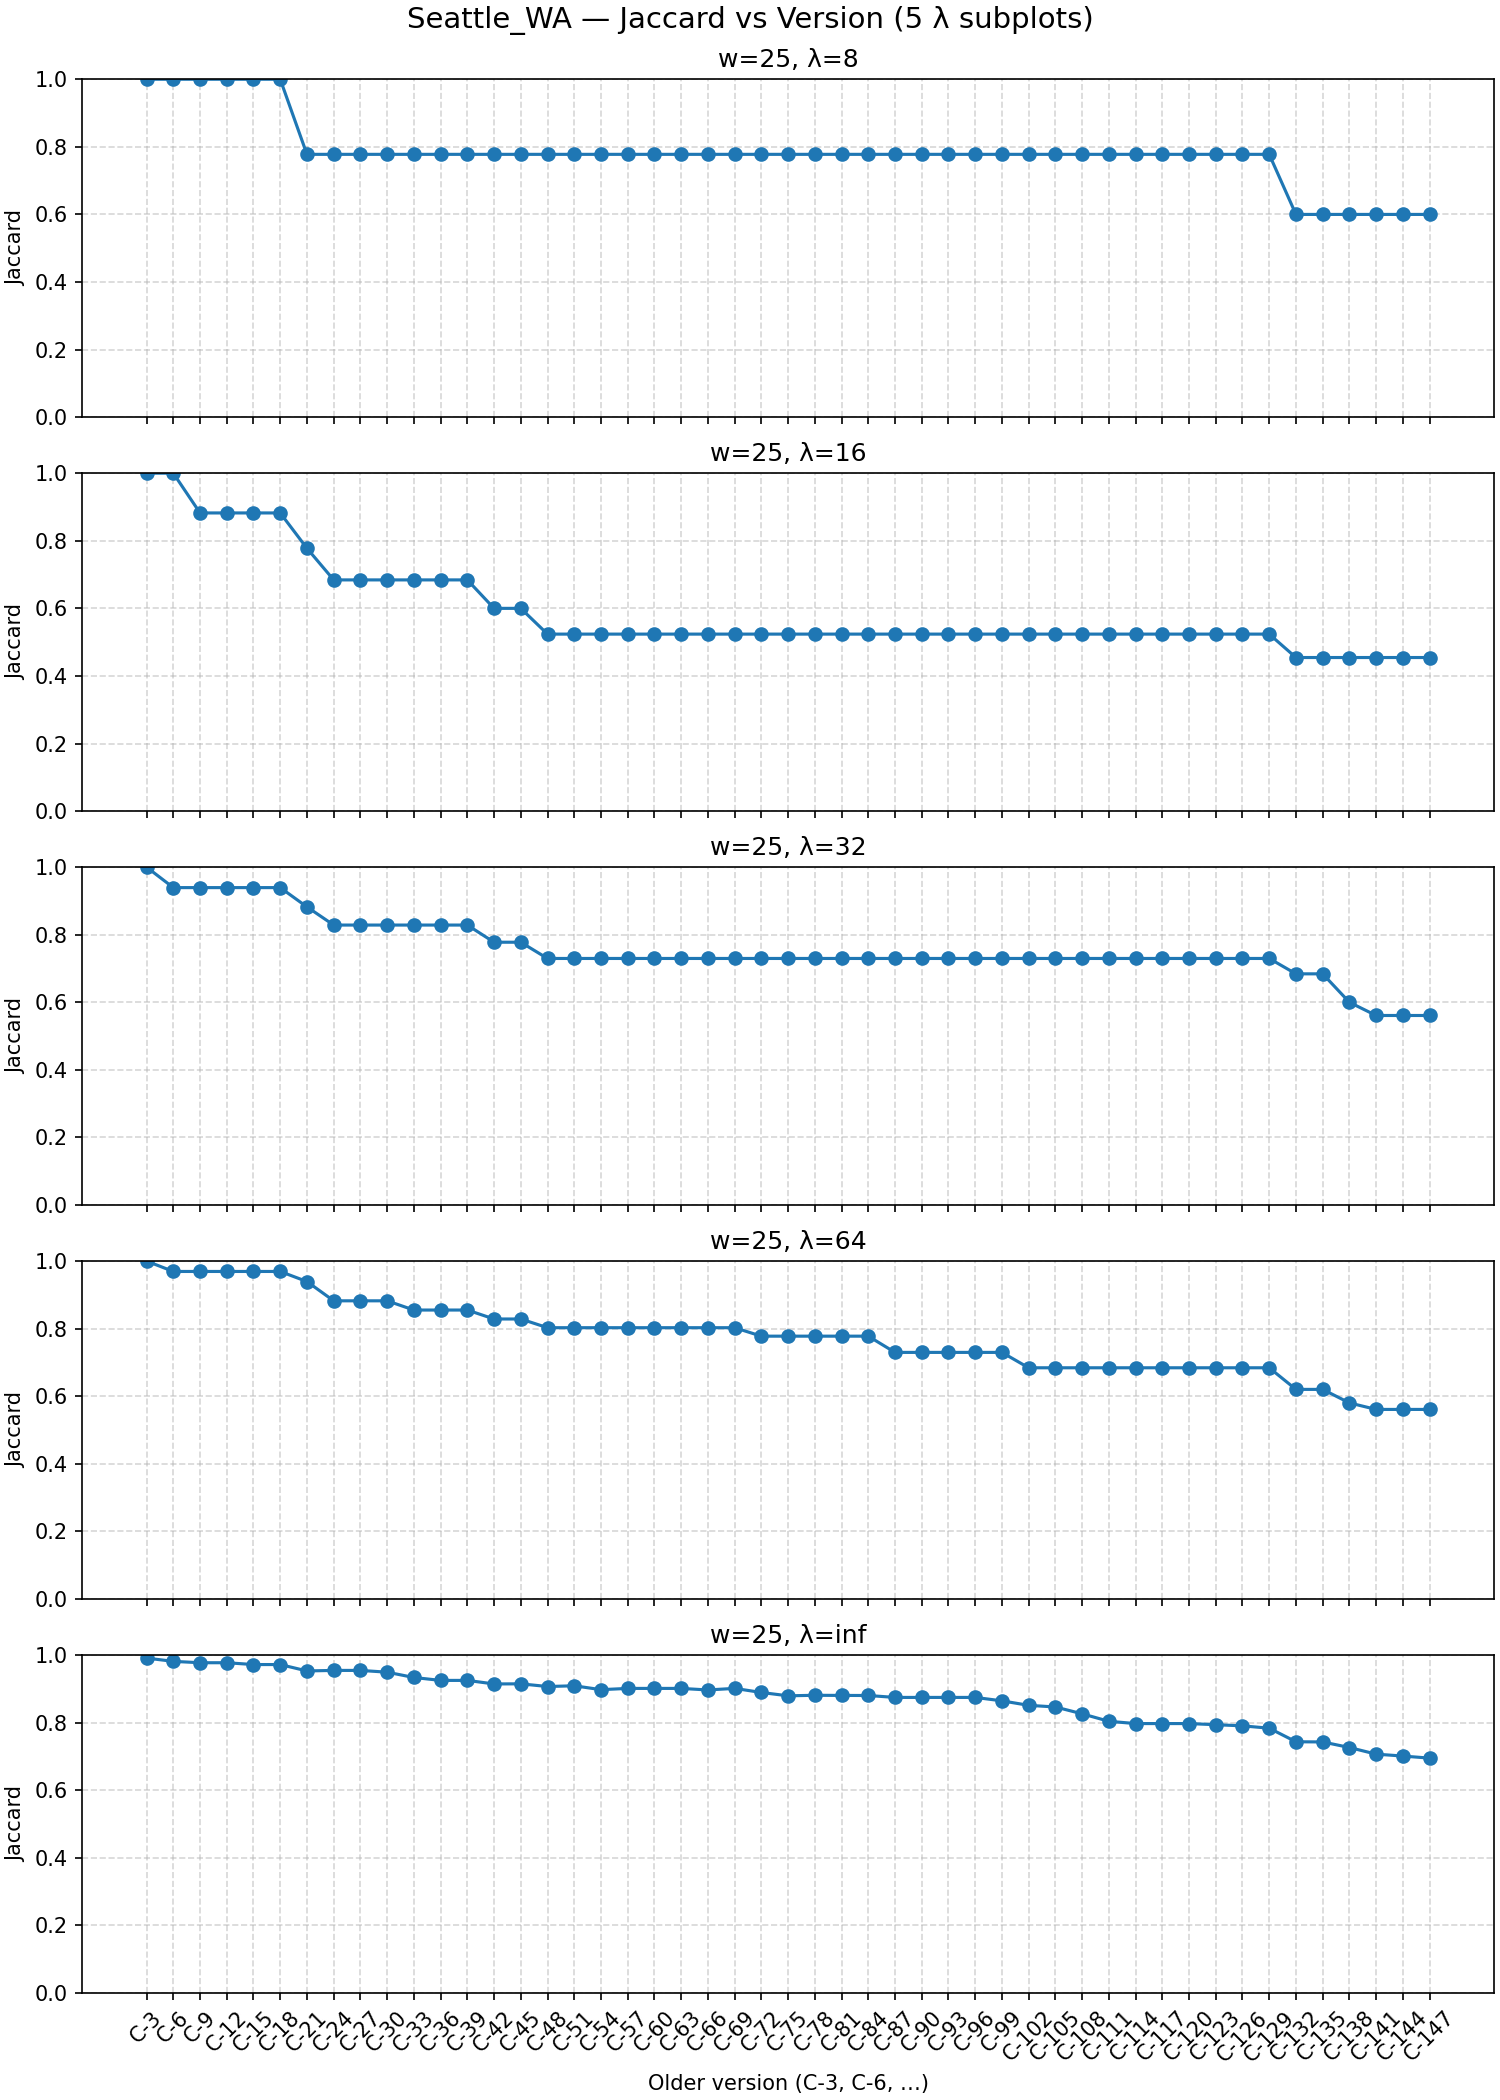 Seattle_WA — Jaccard vs Version (5 λ subplots)
w=25, λ=8
1.0
0.8
0.6
0.4
0.2
0.0
Jaccard
w=25, λ=16
1.0
0.8
0.6
0.4
0.2
0.0
Jaccard
w=25, λ=32
1.0
0.8
0.6
0.4
0.2
0.0
Jaccard
w=25, λ=64
1.0
0.8
0.6
0.4
0.2
0.0
Jaccard
w=25, λ=inf
1.0
0.8
0.6
0.4
0.2
0.0
Jaccard
C-3 C-6 C-9 C-12 C-15 C-18 C-21 C-24 C-27 C-30 C-33 C-36 C-39 C-42 C-45 C-48 C-51 C-54 C-57 C-60 C-63 C-66 C-69 C-72 C-75 C-78 C-81 C-84 C-87 C-90 C-93 C-96 C-99 C-102 C-105 C-108 C-111 C-114 C-117 C-120 C-123 C-126 C-129 C-132 C-135 C-138 C-141 C-144 C-147
Older version (C-3, C-6, ...)